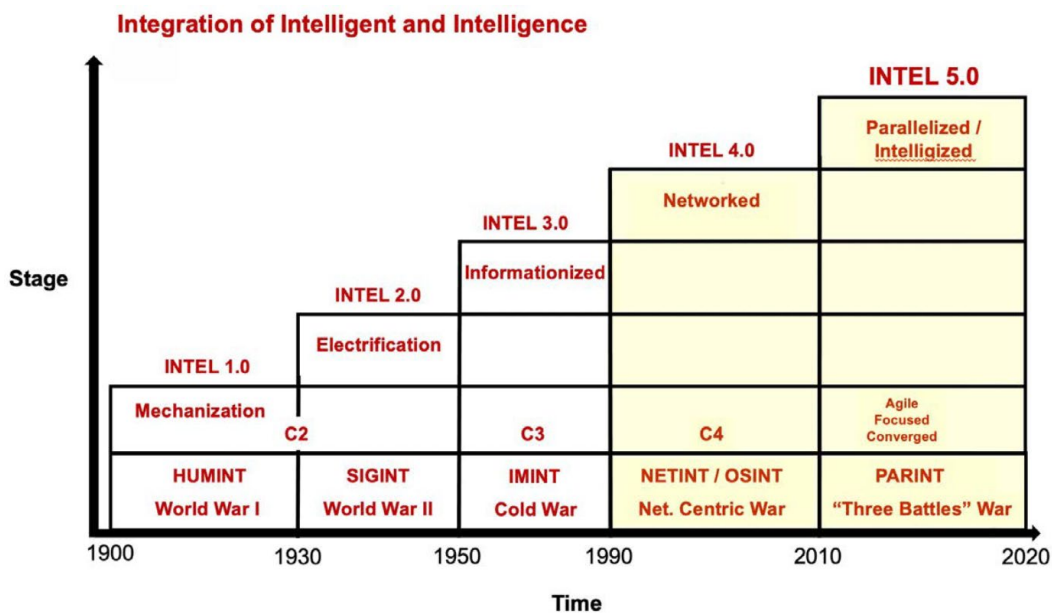 Integration of Intelligent and Intelligence
INTEL 5.0
Parallelized /
Intelligized
INTEL 4.0
Networked
INTEL 3.0
Informationized
Stage
INTEL 2.0
Electrification
INTEL 1.0
Mechanization
C2
C3
C4
Agile
Focused
Converged
HUMINT
World War I
SIGINT
World War II
IMINT
Cold War
NETINT / OSINT
Net. Centric War
PARINT
“Three Battles” War
1900
1930
1950
1990
2010
2020
Time